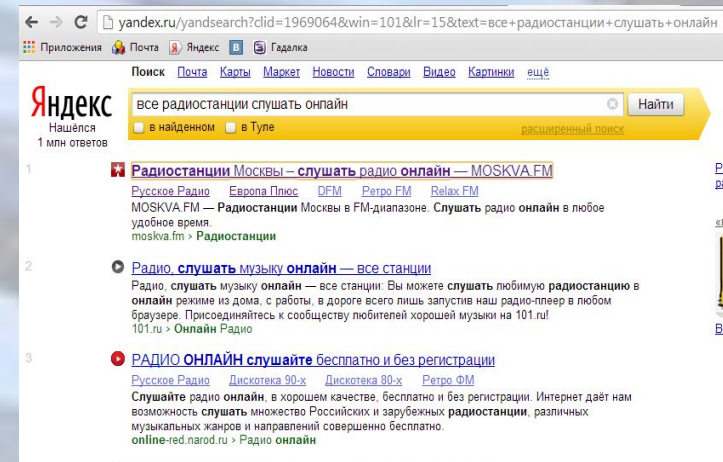 yandex.ru/yandsearch?clid=1969064&win=101&lr=15&text=все+радиостанции+слушать+онлайн
Приложения Почта Яндекс В Гадалка
Поиск Почта Карты Маркет Новости Словари Видео Картинки ещё
Яндекс
все радиостанции слушать онлайн
Найти
Нашёлся
1 млн ответов
в найденном в Туле
расширенный поиск
1
Радиостанции Москвы – слушать радио онлайн — MOSKVA.FM
Русское Радио Европа Плюс DFM Ретро FM Relax FM
MOSKVA.FM — Радиостанции Москвы в FM-диапазоне. Слушать радио онлайн в любое
удобное время.
moskva.fm › Радиостанции
2
Радио, слушать музыку онлайн — все станции
Радио, слушать музыку онлайн — все станции: Вы можете слушать любимую радиостанцию в
онлайн режиме из дома, с работы, в дороге всего лишь запустив наш радио-плеер в любом
браузере. Присоединяйтесь к сообществу любителей хорошей музыки на 101.ru!
101.ru › Онлайн Радио
3
РАДИО ОНЛАЙН слушайте бесплатно и без регистрации
Русское Радио Дискотека 90-х Дискотека 80-х Ретро ФМ
Слушайте радио онлайн, в хорошем качестве, бесплатно и без регистрации. Интернет даёт нам
возможность слушать множество Российских и зарубежных радиостанции, различных
музыкальных жанров и направлений совершенно бесплатно.
online-red.narod.ru › Радио онлайн